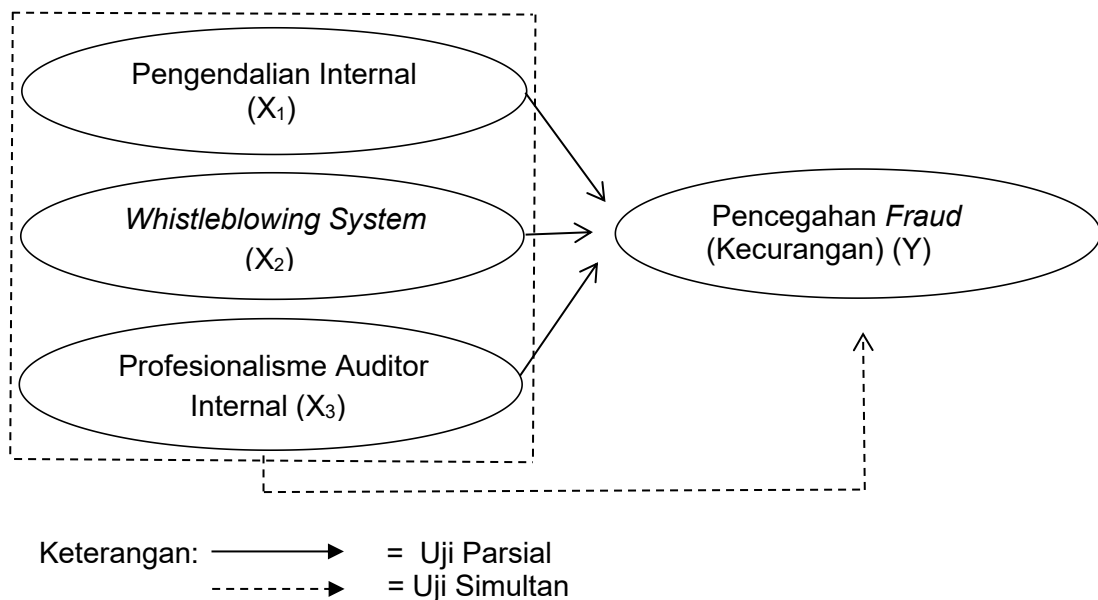 Pengendalian Internal
(X₁)
Whistleblowing System
(X₂)
Profesionalisme Auditor
Internal (X₃)
Pencegahan Fraud
(Kecurangan) (Y)
Keterangan: = Uji Parsial
= Uji Simultan